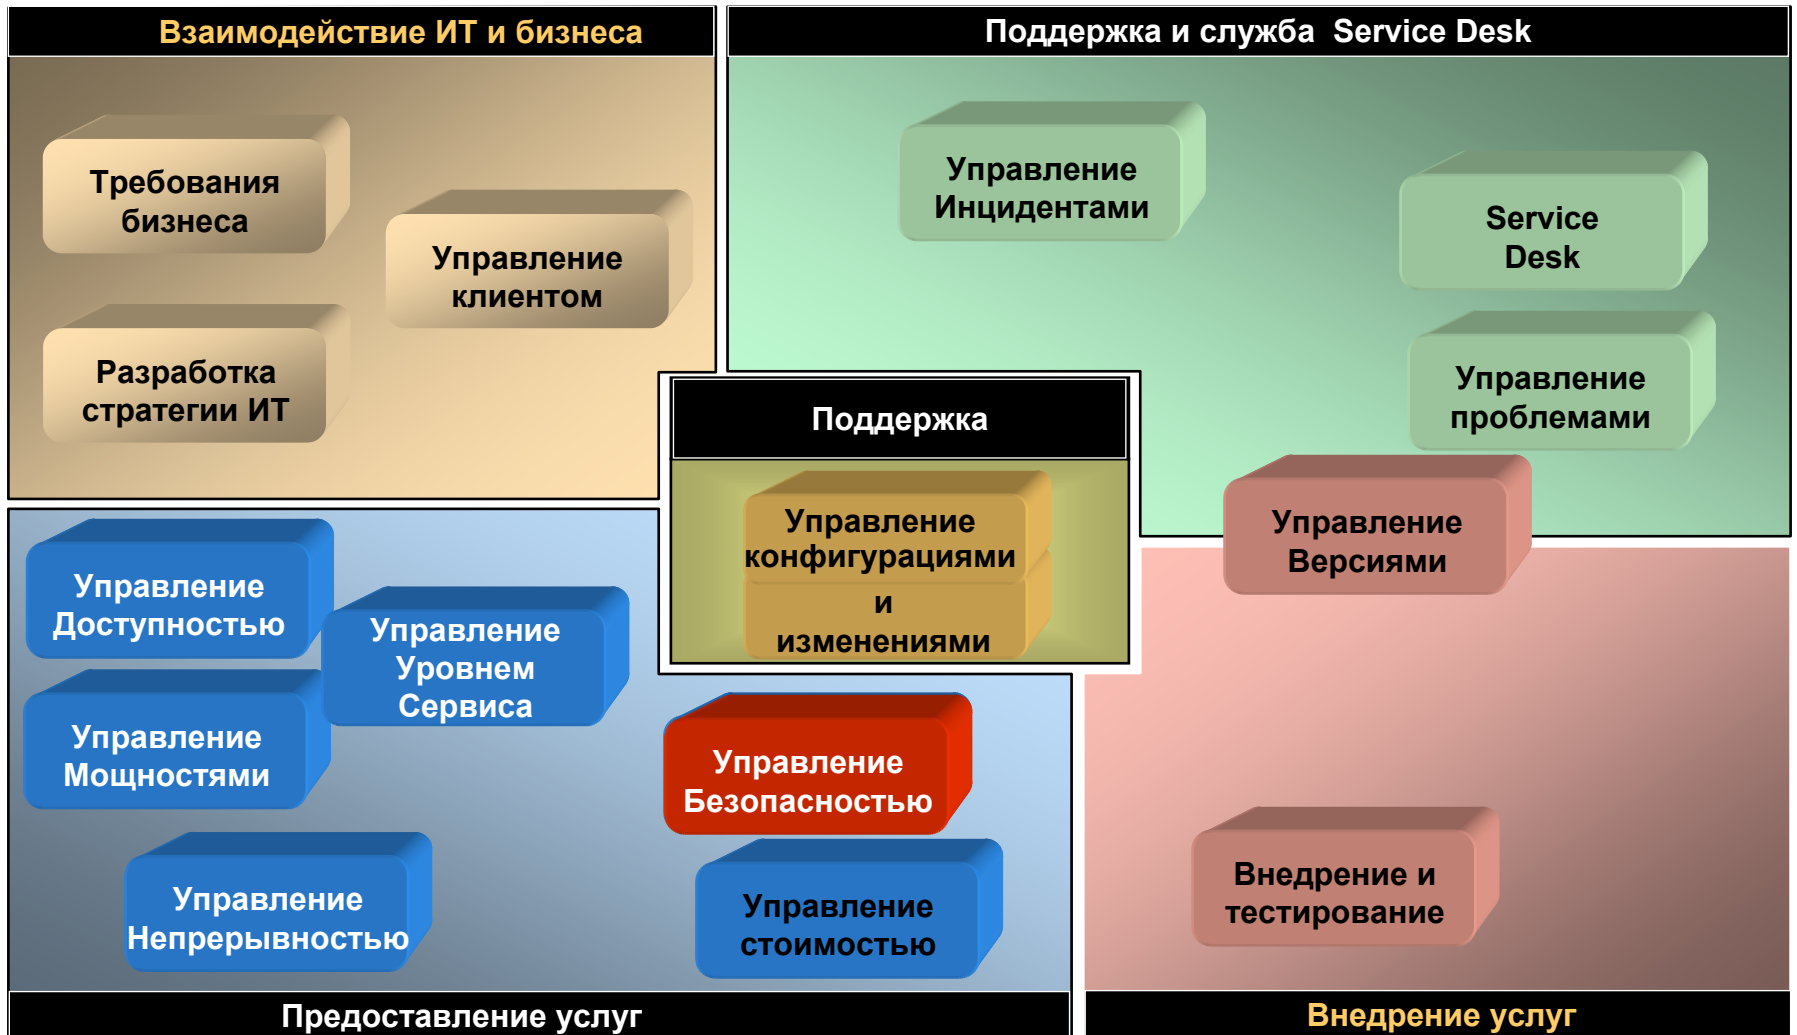 Взаимодействие ИТ и бизнеса
Требования
бизнеса
Управление
клиентом
Разработка
стратегии ИТ
Поддержка и служба  Service Desk
Управление
Инцидентами
Service
Desk
Управление
проблемами
Поддержка
Управление
конфигурациями
и
изменениями
Управление
Доступностью
Управление
Уровнем
Сервиса
Управление
Мощностями
Управление
Безопасностью
Управление
Непрерывностью
Управление
стоимостью
Предоставление услуг
Управление
Версиями
Внедрение и
тестирование
Внедрение услуг